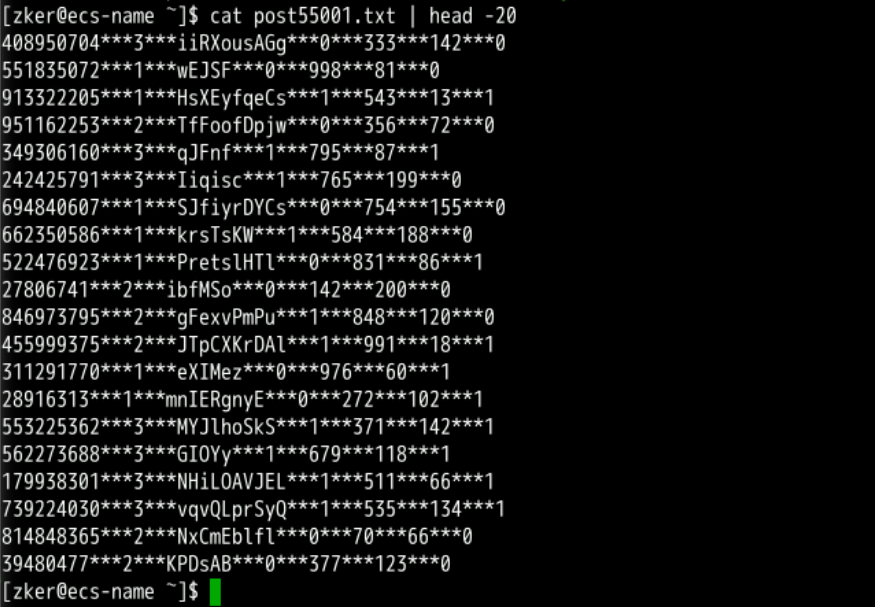 [zker@ecs-name ~]$ cat post55001.txt | head -20
408950704***3***iiRXousAGg***0***333***142***0
551835072***1***wEJSF***0***998***81***0
913322205***1***HsXEyfqeCs***1***543***13***1
951162253***2***TfFoofDpjw***0***356***72***0
349306160***3***qJFnf***1***795***87***1
242425791***3***Iiqisc***1***765***199***0
694840607***1***SJfiyrDYCs***0***754***155***0
662350586***1***krsTsKW***1***584***188***0
522476923***1***PretslHTl***0***831***86***1
27806741***2***ibfMSo***0***142***200***0
846973795***2***gFexvPmPu***1***848***120***0
455999375***2***JTpCXKrDAl***1***991***18***1
311291770***1***eXIMez***0***976***60***1
28916313***1***mnIERgnyE***0***272***102***1
553225362***3***MYJlhoSkS***1***371***142***1
562273688***3***GIOYy***1***679***118***1
179938301***3***NHiLOAVJEL***1***511***66***1
739224030***3***vqvQLprSyQ***1***535***134***1
814848365***2***NxCmEblfl***0***70***66***0
39480477***2***KPDsAB***0***377***123***0
[zker@ecs-name ~]$